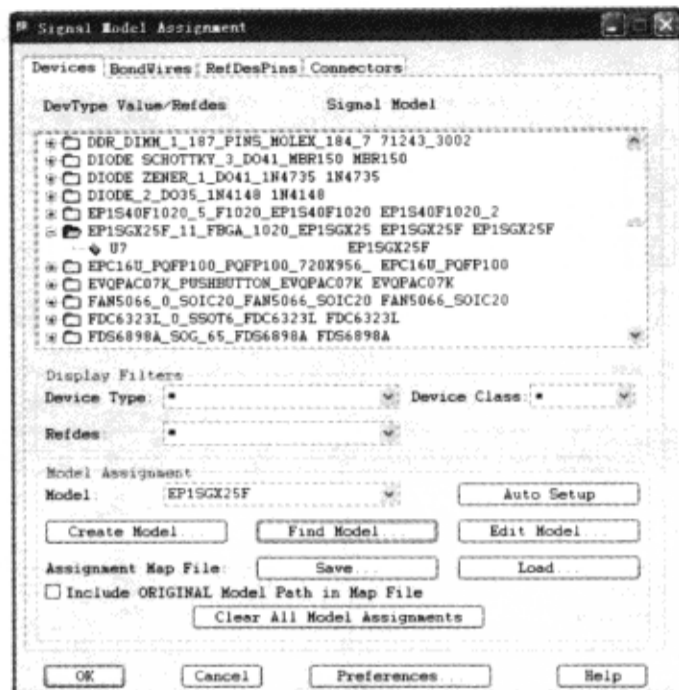 Signal Model Assignment
Devices BondWires RefDesPins Connectors
DevType Value/Refdes Signal Model
DDR_DIMM_1_187_PINS_MOLEX_184_7 71243_3002
DIODE SCHOTTKY_3_DO41_MBR150 MBR150
DIODE ZENER_1_DO41_1N4735 1N4735
DIODE_2_DO35_1N4148 1N4148
EP1S40F1020_5_F1020_EP1S40F1020 EP1S40F1020_2
EP1SGX25F_11_FBGA_1020_EP1SGX25 EP1SGX25F EP1SGX25F
U7 EP1SGX25F
EPC16U_PQFP100_PQFP100_720X956_ EPC16U_PQFP100
EVQPAC07K_PUSHBUTTON_EVQPAC07K EVQPAC07K
FAN5066_0_SOIC20_FAN5066_SOIC20 FAN5066_SOIC20
FDC6323L_0_SSOT6_FDC6323L FDC6323L
FDS6898A_SOG_65_FDS6898A FDS6898A
Display Filters
Device Type: * Device Class: *
Refdes: *
Model Assignment
Model: EP1SGX25F Auto Setup
Create Model... Find Model... Edit Model...
Assignment Map File: Save... Load...
Include ORIGINAL Model Path in Map File
Clear All Model Assignments
OK Cancel Preferences... Help